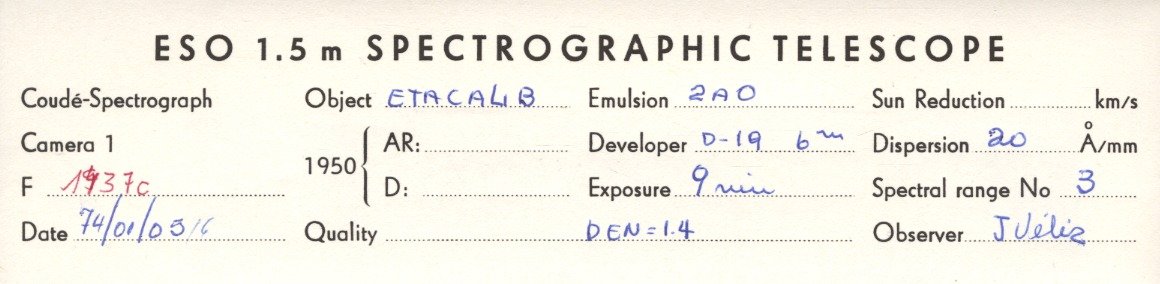 ESO 1.5 m SPECTROGRAPHIC TELESCOPE
Coudé-Spectrograph Object ETACALIB Emulsion 2AO Sun Reduction km/s
Camera 1 1950 { AR: Developer D-19 6m Dispersion 20 Å/mm
F 1937c D: Exposure 9 min Spectral range No 3
Date 74/01/05/6 Quality DEN=1.4 Observer J Véliz